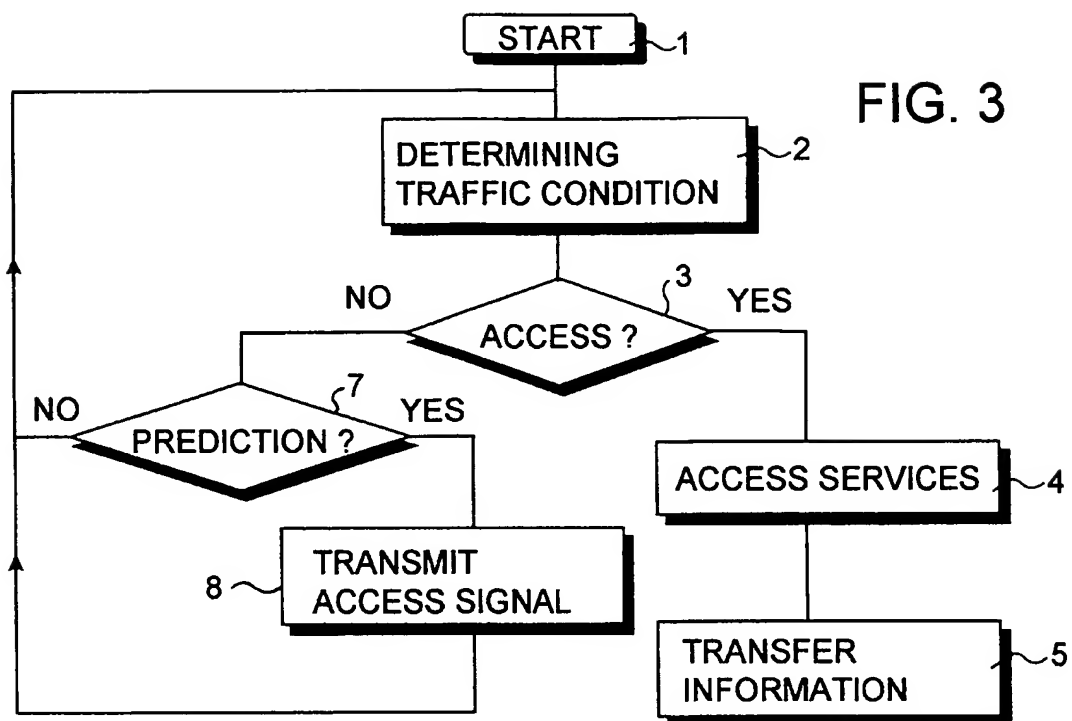 START
1
FIG. 3
DETERMINING
TRAFFIC CONDITION
2
NO
3
YES
ACCESS ?
NO
7
YES
PREDICTION ?
ACCESS SERVICES
4
8
TRANSMIT
ACCESS SIGNAL
TRANSFER
INFORMATION
5